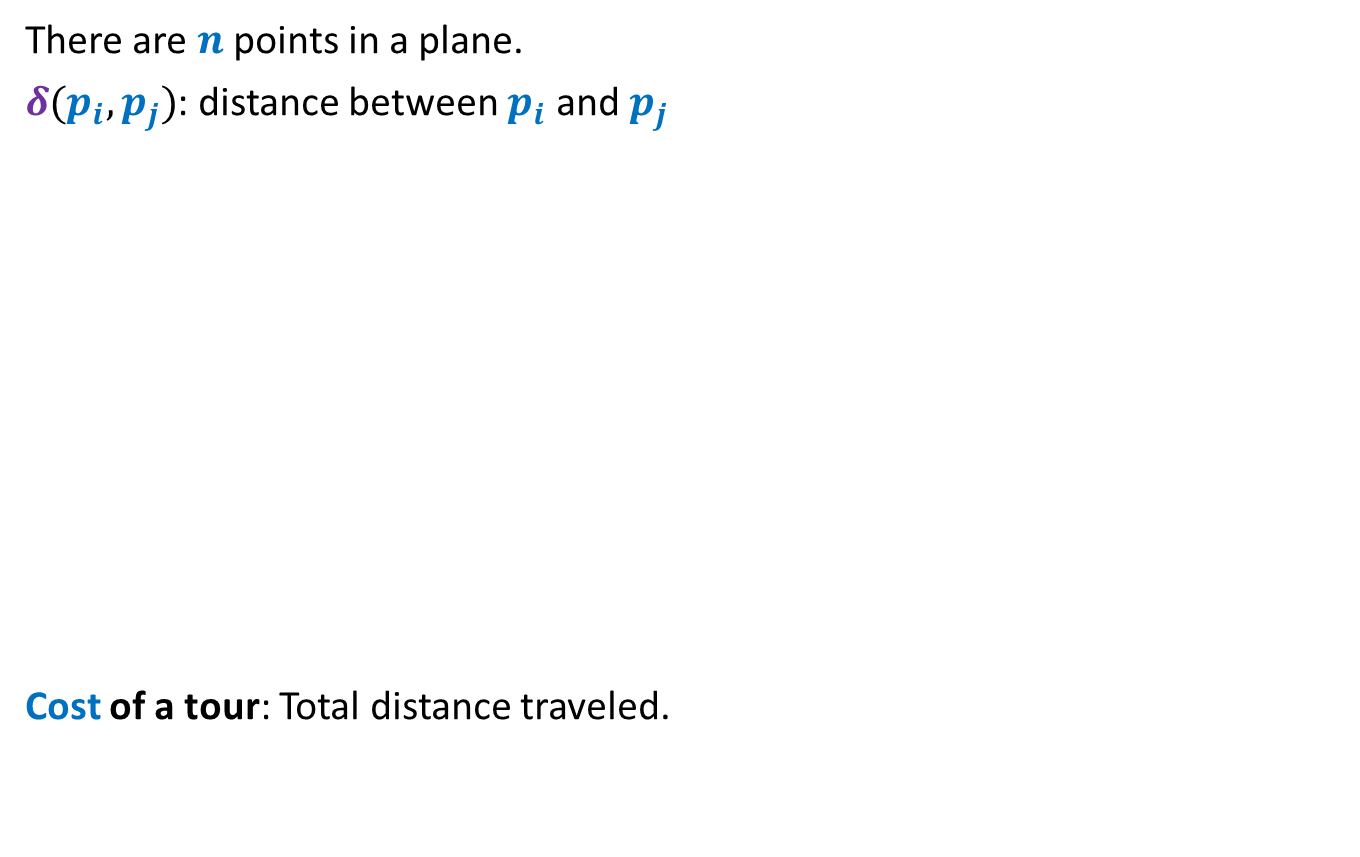 There are n points in a plane.
δ(pᵢ, pⱼ): distance between pᵢ and pⱼ
Cost of a tour: Total distance traveled.